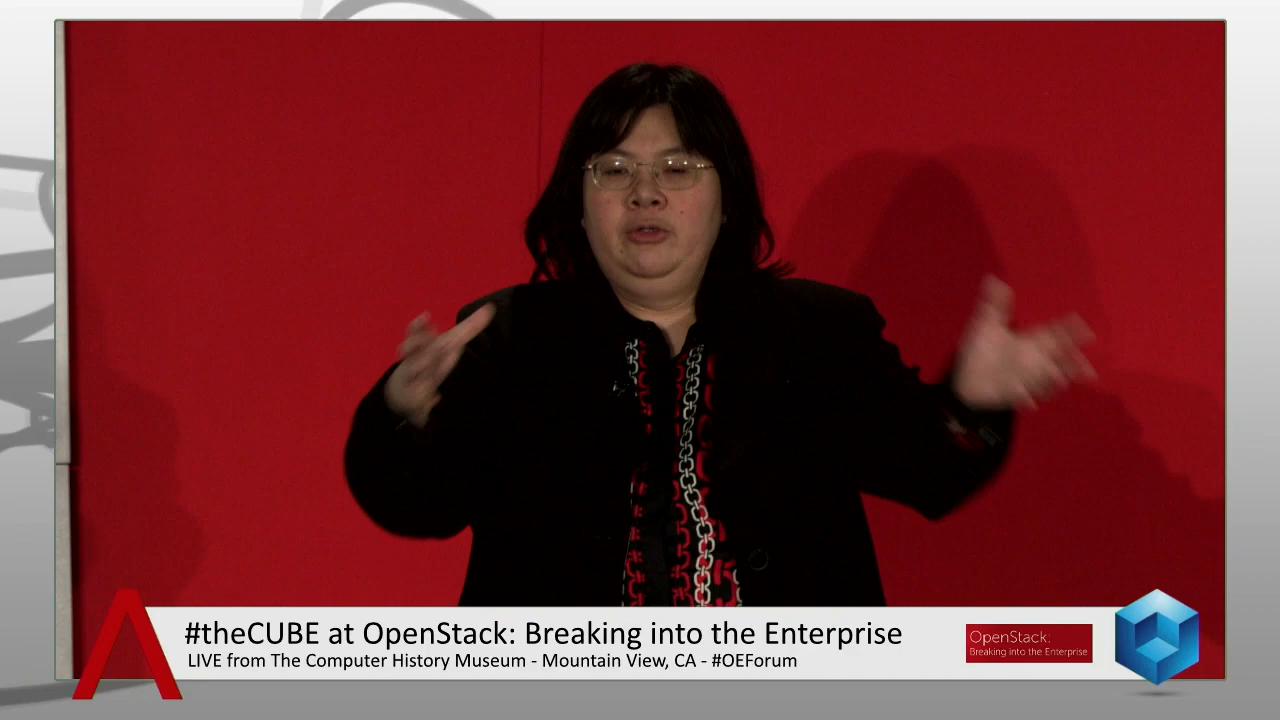 #theCUBE at OpenStack: Breaking into the Enterprise
LIVE from The Computer History Museum - Mountain View, CA - #OEForum
OpenStack:
Breaking into the Enterprise